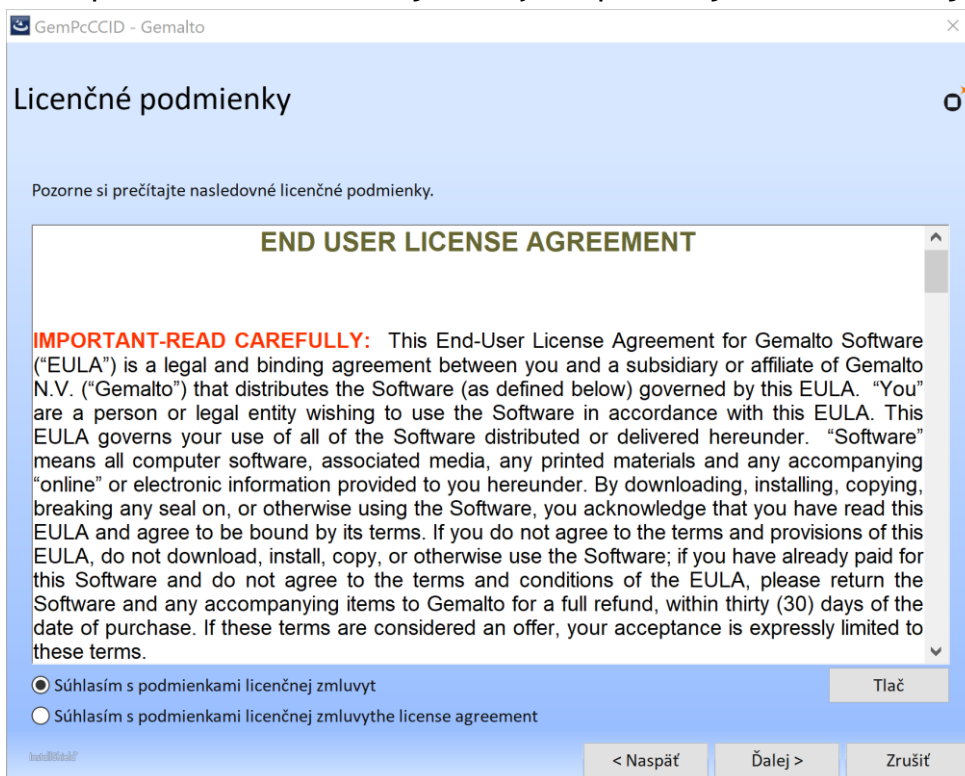 GemPcCCID - Gemalto
Licenčné podmienky
Pozorne si prečítajte nasledovné licenčné podmienky.
END USER LICENSE AGREEMENT
IMPORTANT-READ CAREFULLY: This End-User License Agreement for Gemalto Software
(“EULA”) is a legal and binding agreement between you and a subsidiary or affiliate of Gemalto
N.V. (“Gemalto”) that distributes the Software (as defined below) governed by this EULA. “You”
are a person or legal entity wishing to use the Software in accordance with this EULA. This
EULA governs your use of all of the Software distributed or delivered hereunder. “Software”
means all computer software, associated media, any printed materials and any accompanying
“online” or electronic information provided to you hereunder. By downloading, installing, copying,
breaking any seal on, or otherwise using the Software, you acknowledge that you have read this
EULA and agree to be bound by its terms. If you do not agree to the terms and provisions of this
EULA, do not download, install, copy, or otherwise use the Software; if you have already paid for
this Software and do not agree to the terms and conditions of the EULA, please return the
Software and any accompanying items to Gemalto for a full refund, within thirty (30) days of the
date of purchase. If these terms are considered an offer, your acceptance is expressly limited to
these terms.
Súhlasím s podmienkami licenčnej zmluvyt
Tlač
Súhlasím s podmienkami licenčnej zmluvythe license agreement
InstallShield
< Naspäť
Ďalej >
Zrušiť